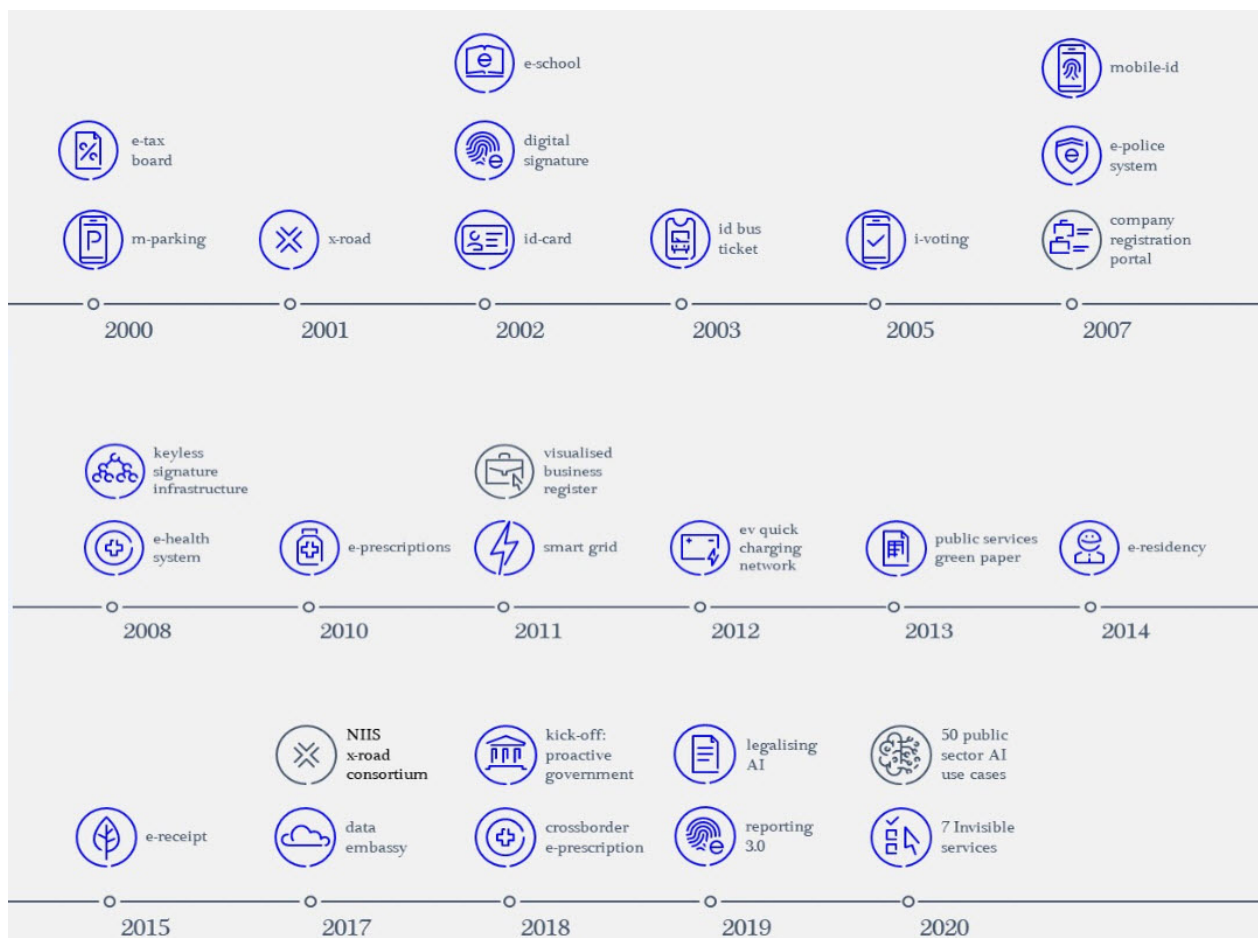 e-school
mobile-id
e-tax
board
digital
signature
e-police
system
m-parking
x-road
id-card
id bus
ticket
i-voting
company
registration
portal
2000
2001
2002
2003
2005
2007
keyless
signature
infrastructure
visualised
business
register
e-health
system
e-prescriptions
smart grid
ev quick
charging
network
public services
green paper
e-residency
2008
2010
2011
2012
2013
2014
NIIS
x-road
consortium
kick-off:
proactive
government
legalising
AI
50 public
sector AI
use cases
e-receipt
data
embassy
crossborder
e-prescription
reporting
3.0
7 Invisible
services
2015
2017
2018
2019
2020